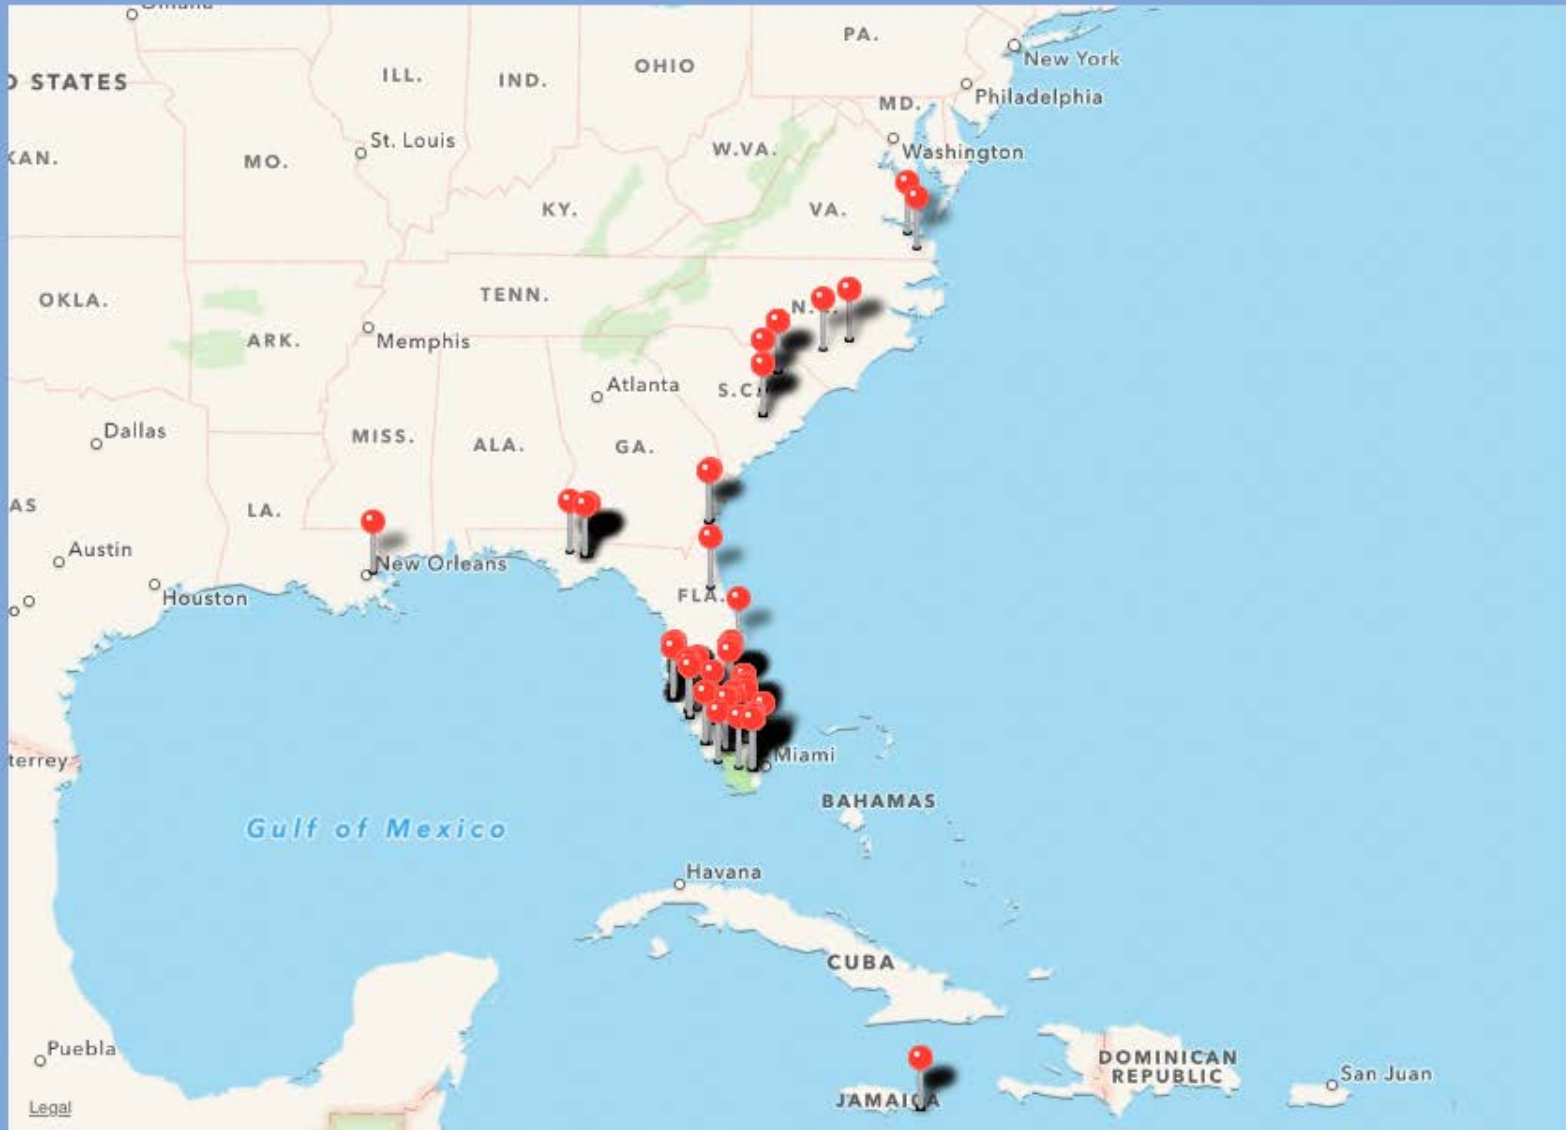 PA.
New York
OHIO
ILL.
IND.
STATES
Philadelphia
MD.
St. Louis
W.VA.
Washington
KAN.
MO.
KY.
VA.
OKLA.
TENN.
ARK.
Memphis
Atlanta
S.C.
Dallas
MISS.
ALA.
GA.
LA.
Austin
New Orleans
Houston
FLA.
Miami
BAHAMAS
Gulf of Mexico
Havana
CUBA
Puebla
DOMINICAN
REPUBLIC
San Juan
JAMAICA
Legal